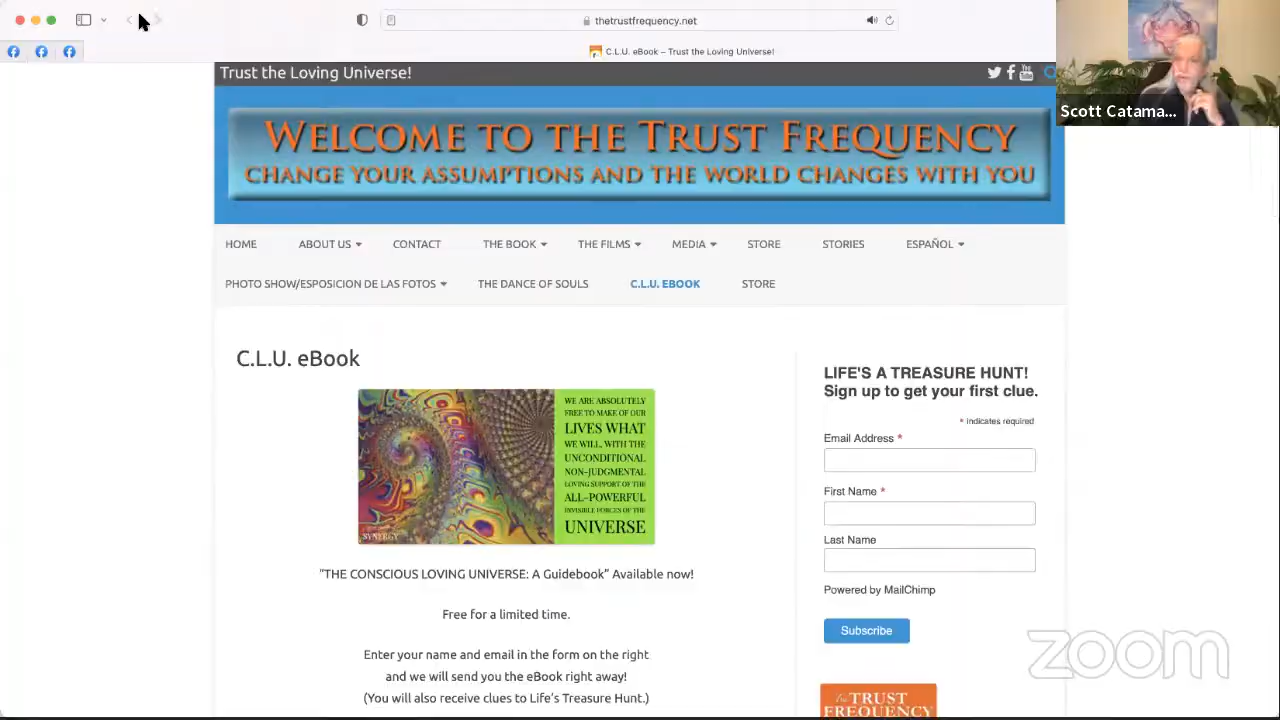 thetrustfrequency.net
C.L.U. eBook – Trust the Loving Universe!
Trust the Loving Universe!
You
Tube
Scott Catama...
WELCOME TO THE TRUST FREQUENCY
CHANGE YOUR ASSUMPTIONS AND THE WORLD CHANGES WITH YOU
HOME ABOUT US CONTACT THE BOOK THE FILMS MEDIA STORE STORIES ESPAÑOL
PHOTO SHOW/ESPOSICION DE LAS FOTOS THE DANCE OF SOULS C.L.U. EBOOK STORE
C.L.U. eBook
WE ARE ABSOLUTELY
FREE TO MAKE OF OUR
LIVES WHAT
WE WILL, WITH THE
UNCONDITIONAL
NON-JUDGMENTAL
LOVING SUPPORT OF THE
ALL-POWERFUL
INVISIBLE FORCES OF THE
UNIVERSE
SYNERGY
"THE CONSCIOUS LOVING UNIVERSE: A Guidebook" Available now!
Free for a limited time.
Enter your name and email in the form on the right
and we will send you the eBook right away!
(You will also receive clues to Life's Treasure Hunt.)
LIFE'S A TREASURE HUNT!
Sign up to get your first clue.
* indicates required
Email Address *
First Name *
Last Name
Powered by MailChimp
Subscribe
The TRUST
FREQUENCY
zoom